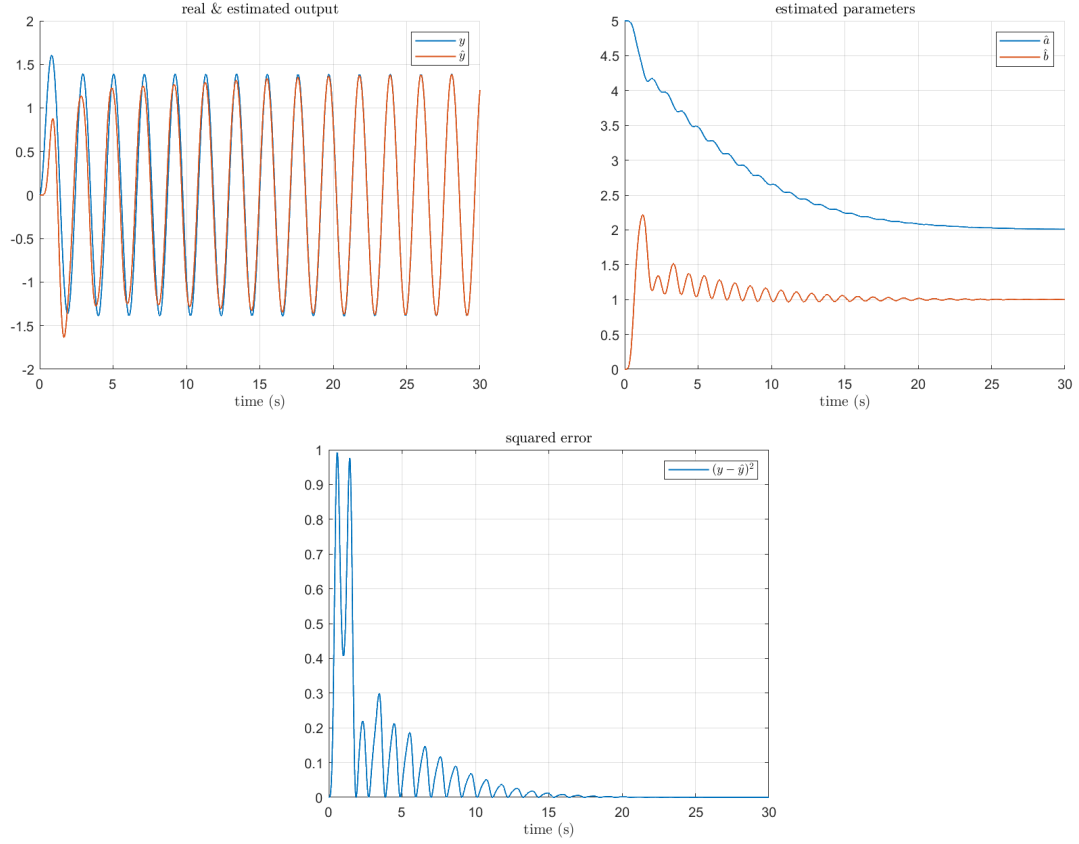 real & estimated output
2
1.5
1
0.5
0
-0.5
-1
-1.5
-2
0 5 10 15 20 25 30
time (s)
y
ŷ
estimated parameters
5
4.5
4
3.5
3
2.5
2
1.5
1
0.5
0
0 5 10 15 20 25 30
time (s)
â
b̂
squared error
1
0.9
0.8
0.7
0.6
0.5
0.4
0.3
0.2
0.1
0
0 5 10 15 20 25 30
time (s)
(y − ŷ)²